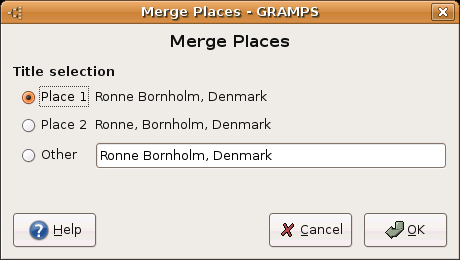 Merge Places - GRAMPS
Merge Places
Title selection
Place 1 Ronne Bornholm, Denmark
Place 2 Ronne, Bornholm, Denmark
Other Ronne Bornholm, Denmark
Help Cancel OK